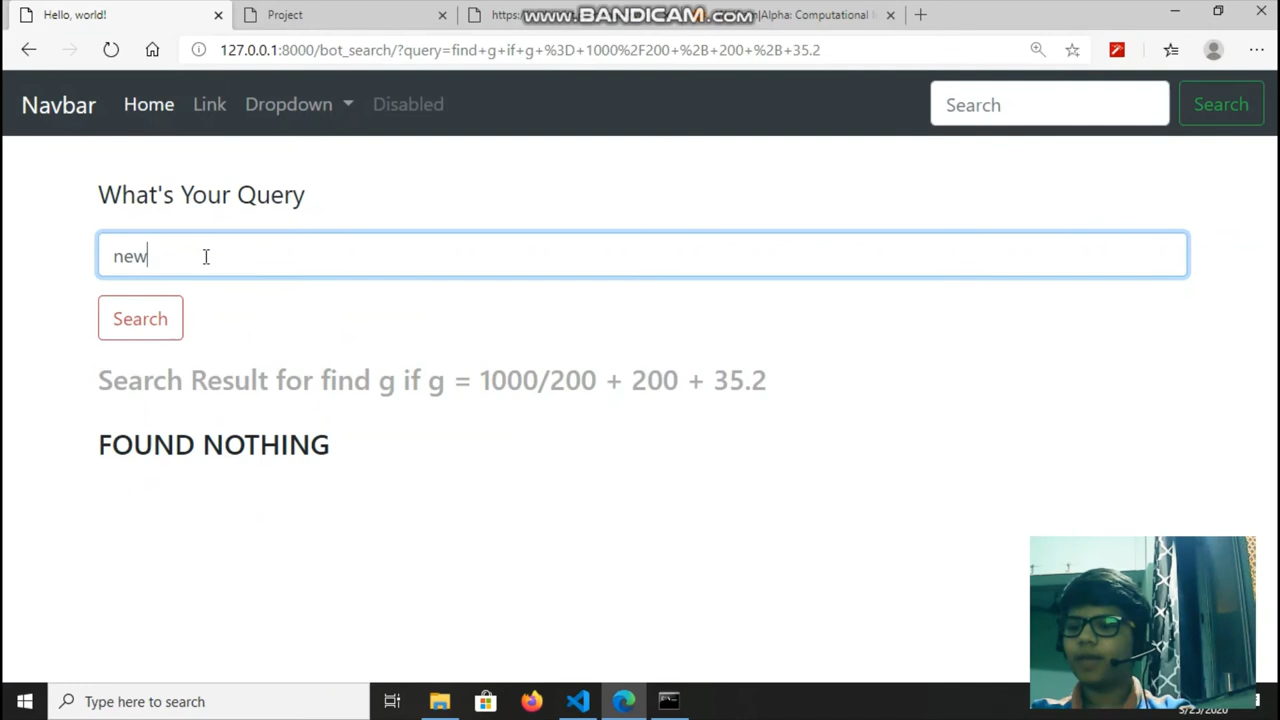 Hello, world!
Project
https:
www.BANDICAM.com
|Alpha: Computational
127.0.0.1:8000/bot_search/?query=find+g+if+g+%3D+1000%2F200+%2B+200+%2B+35.2
Navbar
Home
Link
Dropdown
Disabled
Search
Search
What's Your Query
new
Search
Search Result for find g if g = 1000/200 + 200 + 35.2
FOUND NOTHING
Type here to search